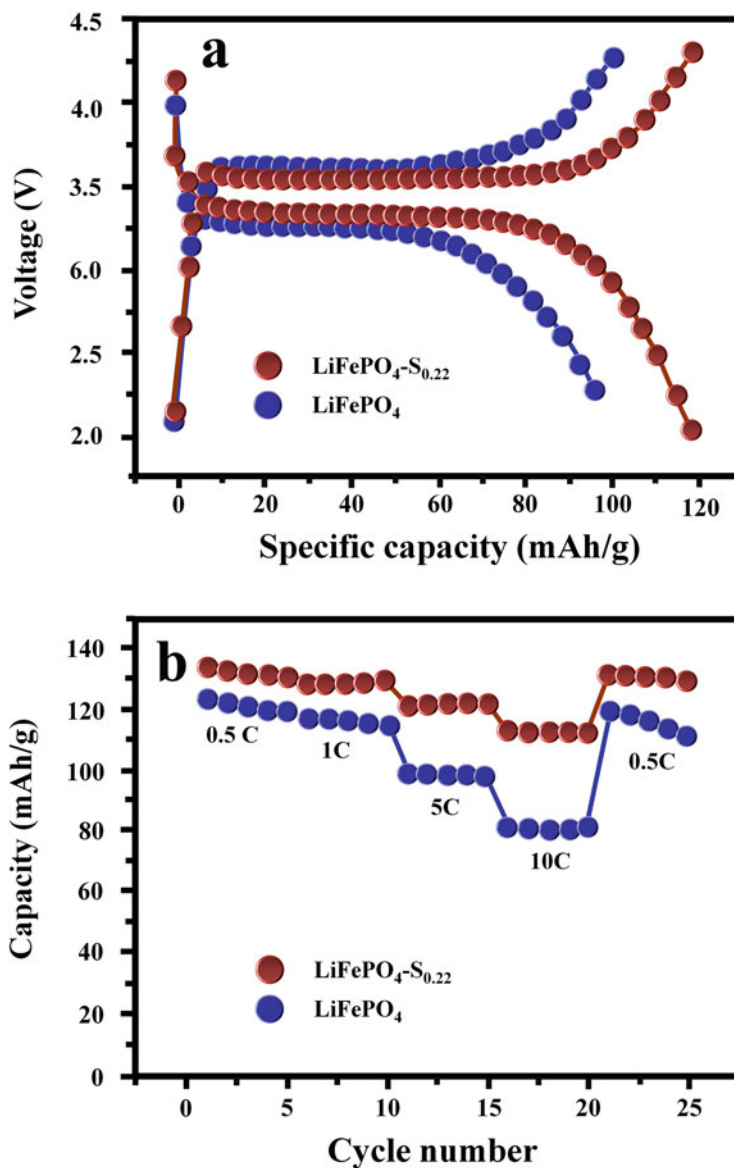 a
4.5
4.0
3.5
6.0
2.5
2.0
Voltage (V)
LiFePO₄-S₀.₂₂
LiFePO₄
0 20 40 60 80 100 120
Specific capacity (mAh/g)
b
140
120
100
80
60
40
20
0
Capacity (mAh/g)
0.5 C
1C
5C
10C
0.5C
LiFePO₄-S₀.₂₂
LiFePO₄
0 5 10 15 20 25
Cycle number